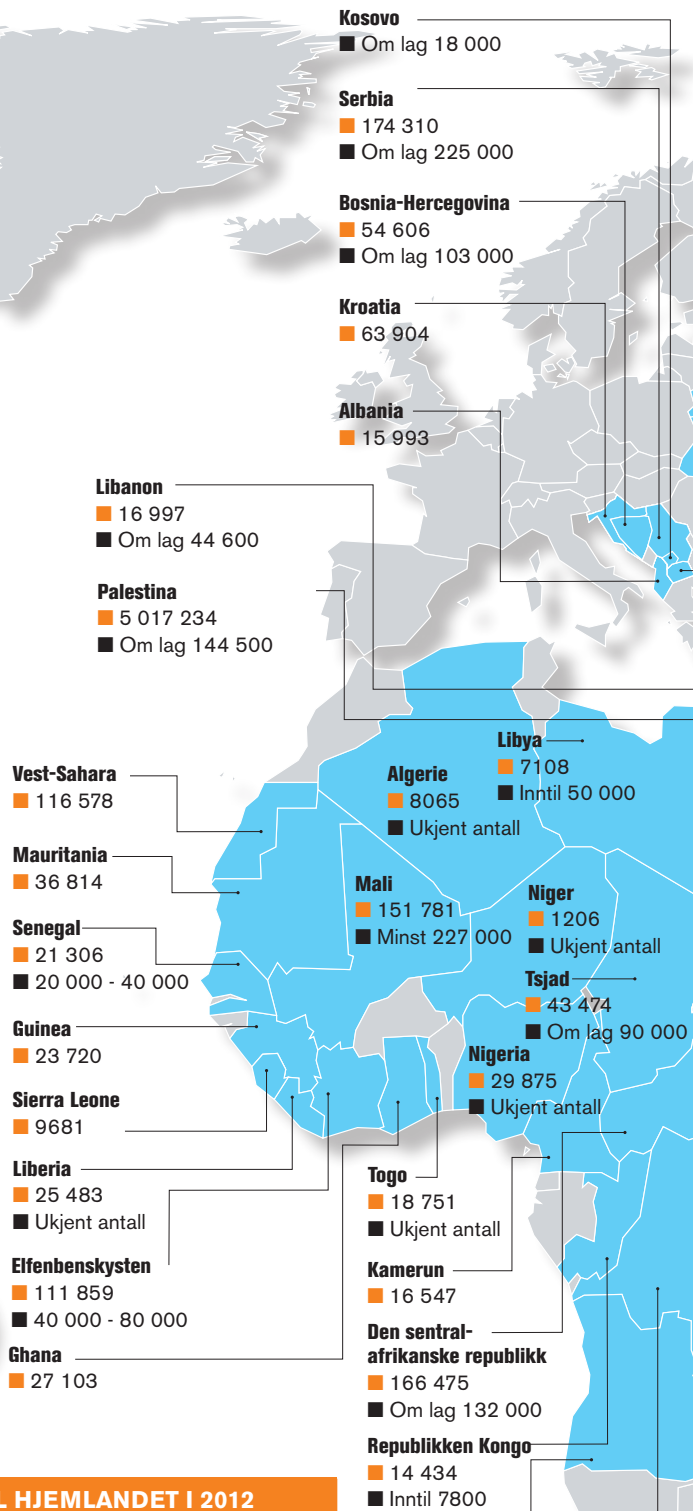 Kosovo
Om lag 18 000
Serbia
174 310
Om lag 225 000
Bosnia-Hercegovina
54 606
Om lag 103 000
Kroatia
63 904
Albania
15 993
Libanon
16 997
Om lag 44 600
Palestina
5 017 234
Om lag 144 500
Libya
7108
Inntil 50 000
Algerie
8065
Ukjent antall
Vest-Sahara
116 578
Mauritania
36 814
Mali
151 781
Minst 227 000
Niger
1206
Ukjent antall
Senegal
21 306
20 000 - 40 000
Tsjad
43 474
Om lag 90 000
Guinea
23 720
Nigeria
29 875
Ukjent antall
Sierra Leone
9681
Liberia
25 483
Ukjent antall
Togo
18 751
Ukjent antall
Elfenbenskysten
111 859
40 000 - 80 000
Kamerun
16 547
Ghana
27 103
Den sentral-
afrikanske republikk
166 475
Om lag 132 000
Republikken Kongo
14 434
Inntil 7800
L HJEMLANDET I 2012